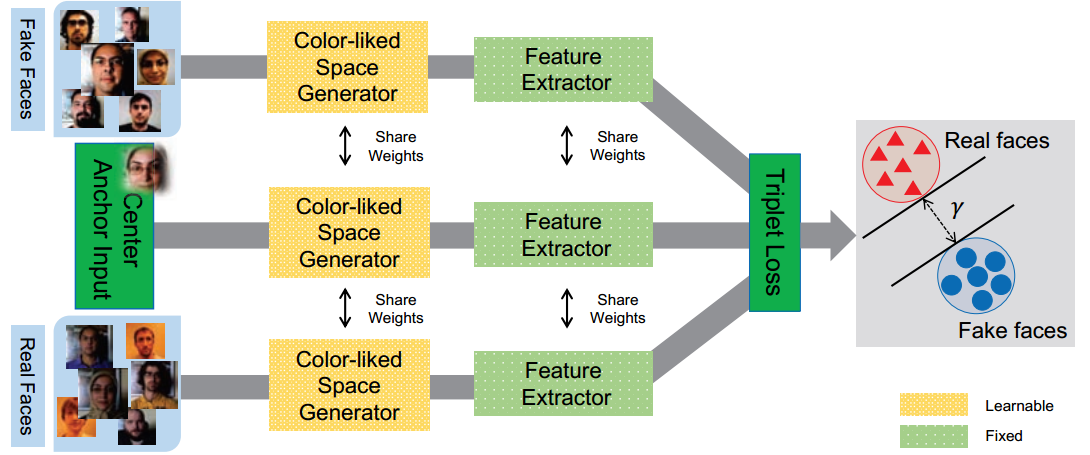 Fake Faces
Color-liked
Space
Generator
Feature
Extractor
Share
Weights
Share
Weights
Center
Anchor Input
Color-liked
Space
Generator
Feature
Extractor
Triplet Loss
Real faces
γ
Fake faces
Share
Weights
Share
Weights
Real Faces
Color-liked
Space
Generator
Feature
Extractor
Learnable
Fixed